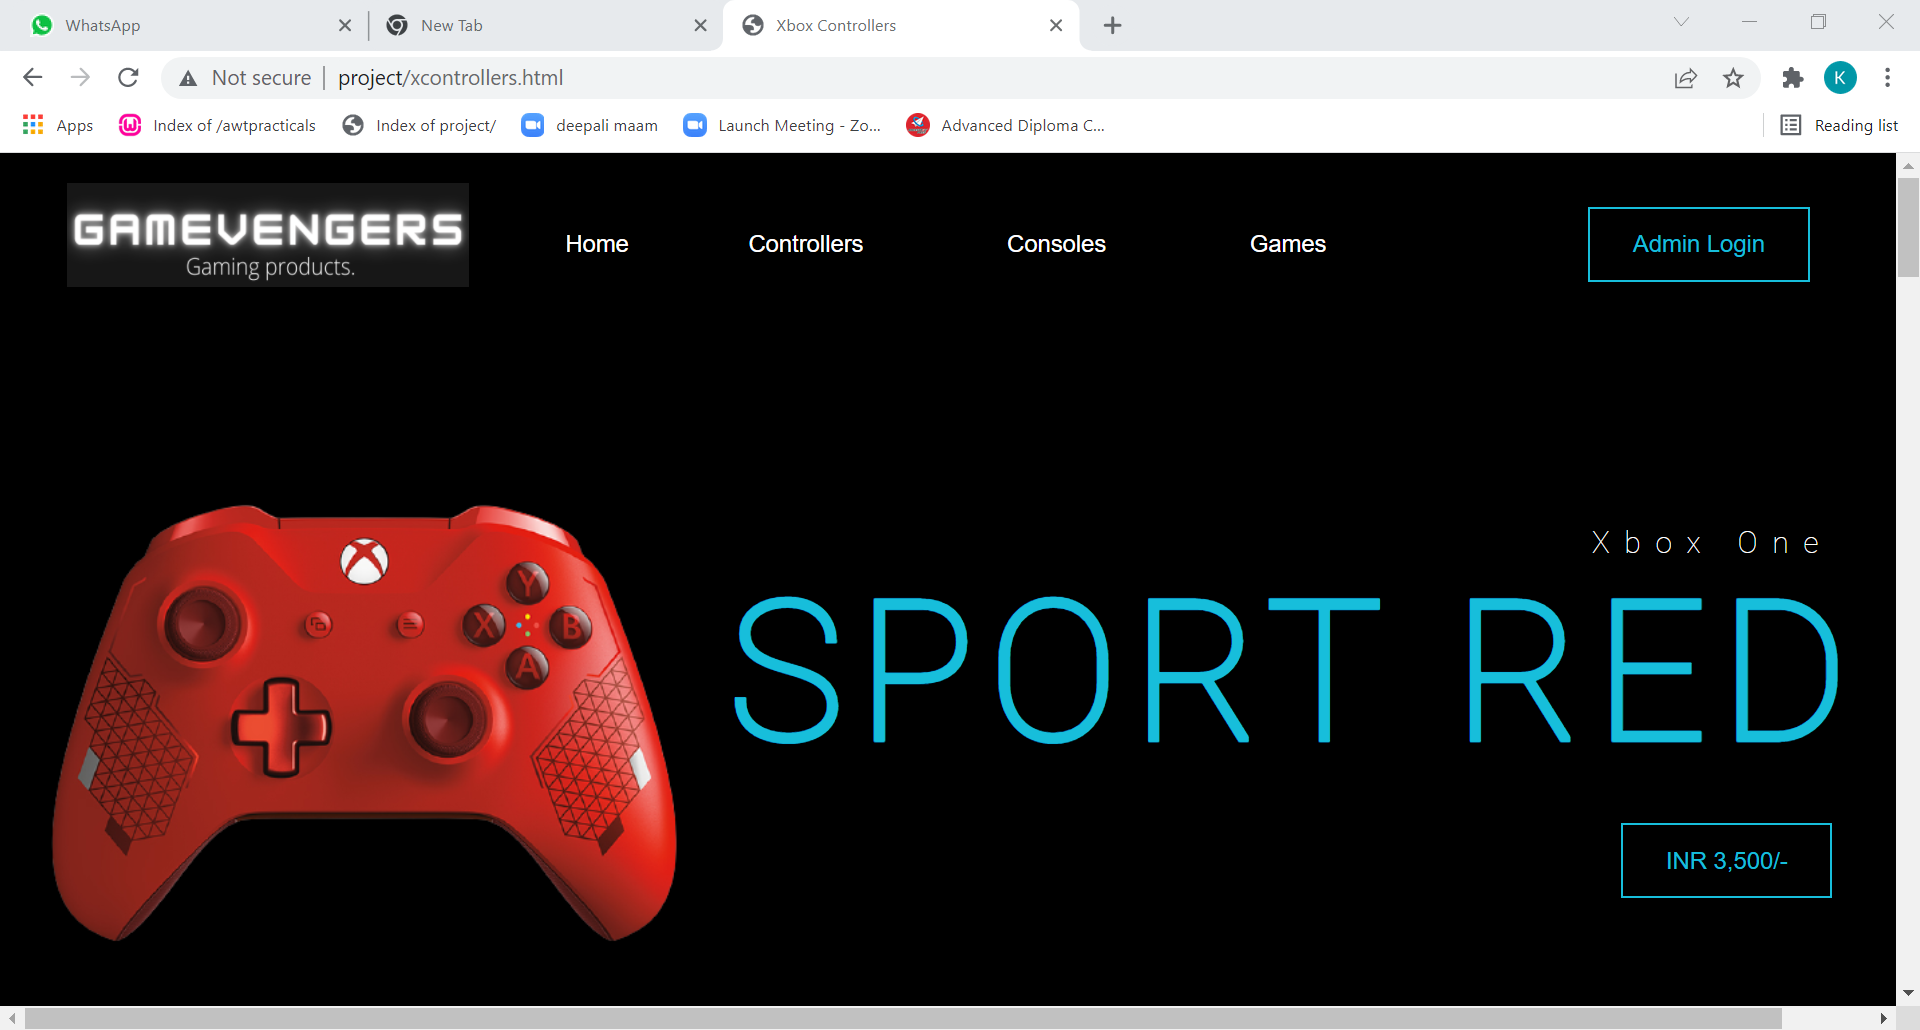 WhatsApp
New Tab
Xbox Controllers
Not secure
project/xcontrollers.html
K
Apps
Index of /awtpracticals
Index of project/
deepali maam
Launch Meeting - Zo...
Advanced Diploma C...
Reading list
GAMEVENGERS
Gaming products.
Home
Controllers
Consoles
Games
Admin Login
Xbox One
SPORT RED
Y
X
B
A
INR 3,500/-